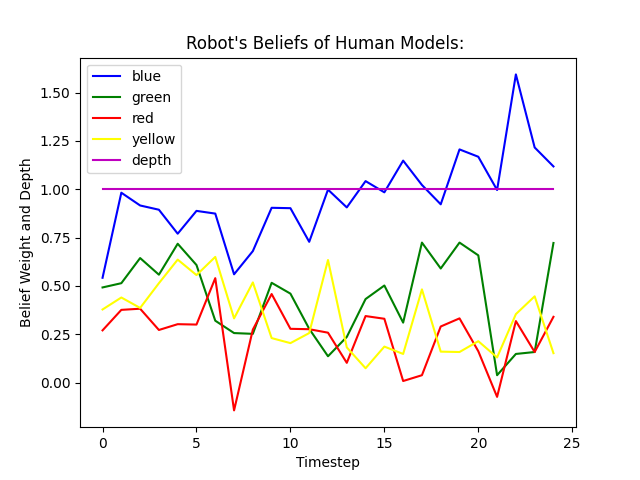 Robot's Beliefs of Human Models:
blue
green
red
yellow
depth
Belief Weight and Depth
1.50
1.25
1.00
0.75
0.50
0.25
0.00
0 5 10 15 20 25
Timestep